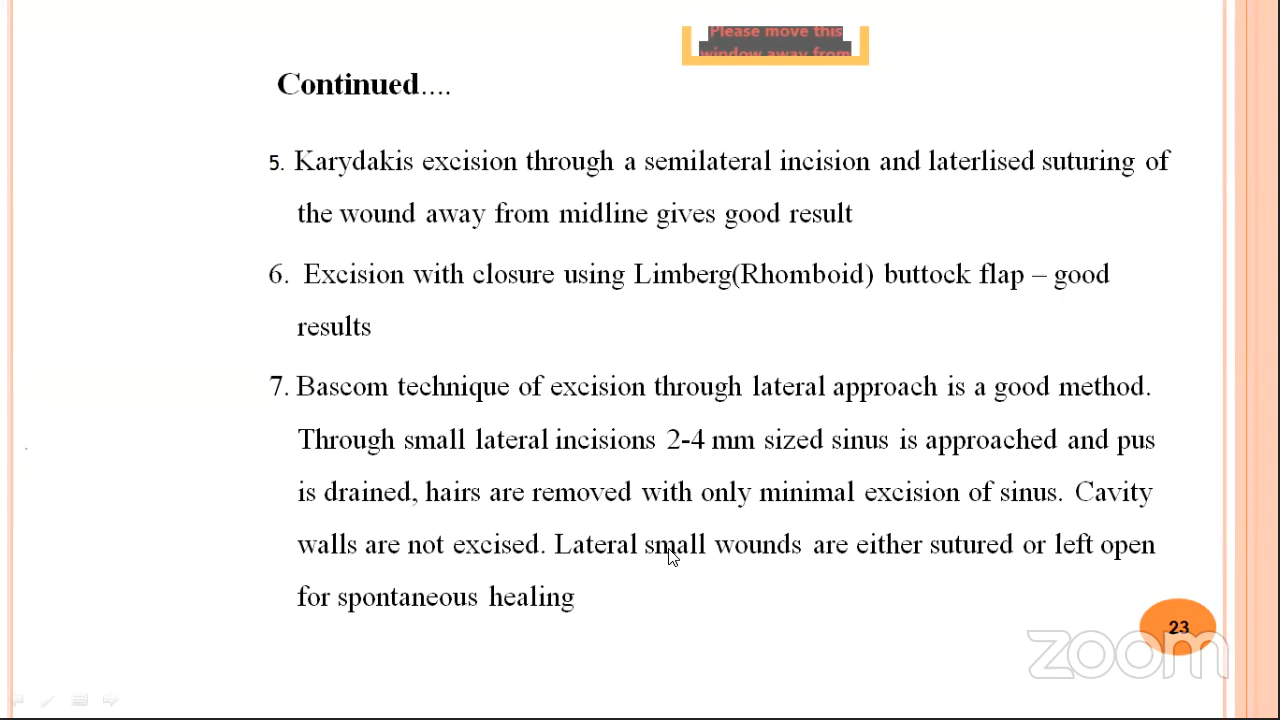 Please move this
window away from
Continued....
5. Karydakis excision through a semilateral incision and laterlised suturing of
the wound away from midline gives good result
6. Excision with closure using Limberg(Rhomboid) buttock flap – good
results
7. Bascom technique of excision through lateral approach is a good method.
Through small lateral incisions 2-4 mm sized sinus is approached and pus
is drained, hairs are removed with only minimal excision of sinus. Cavity
walls are not excised. Lateral small wounds are either sutured or left open
for spontaneous healing
23
zoom